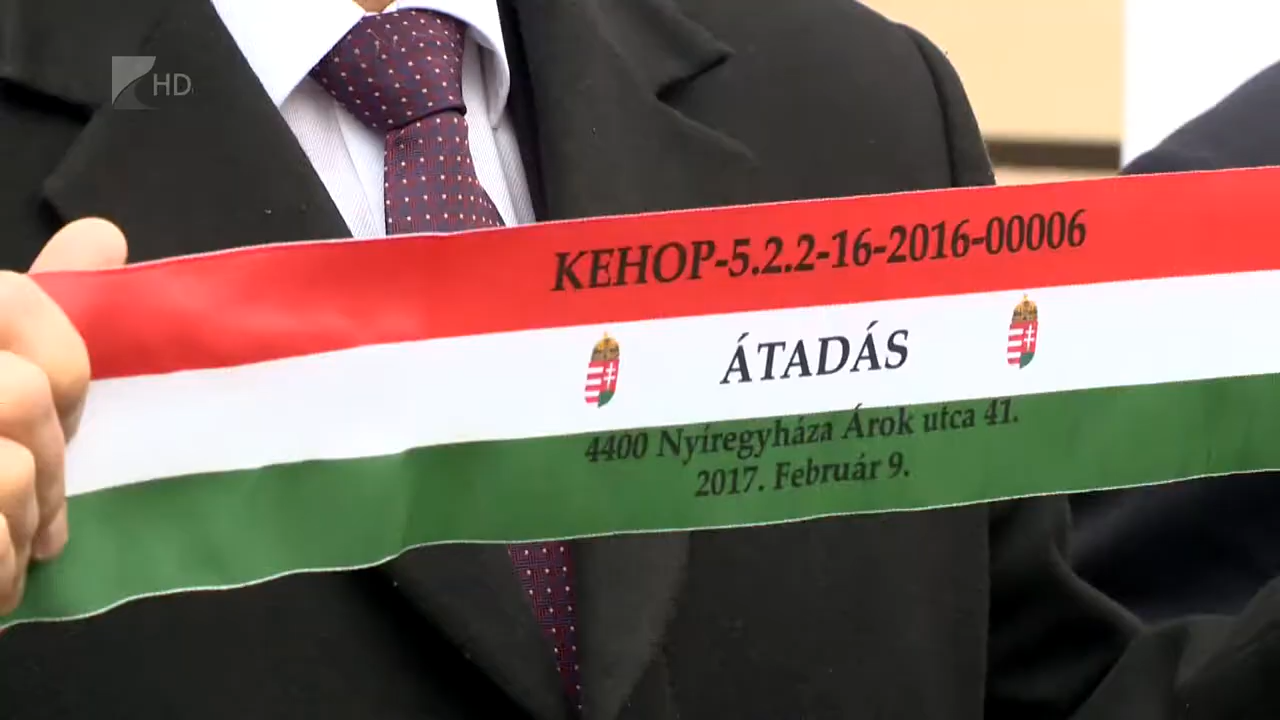 HD
KEHOP-5.2.2-16-2016-00006
ÁTADÁS
4400 Nyíregyháza Árok utca 41.
2017. Február 9.